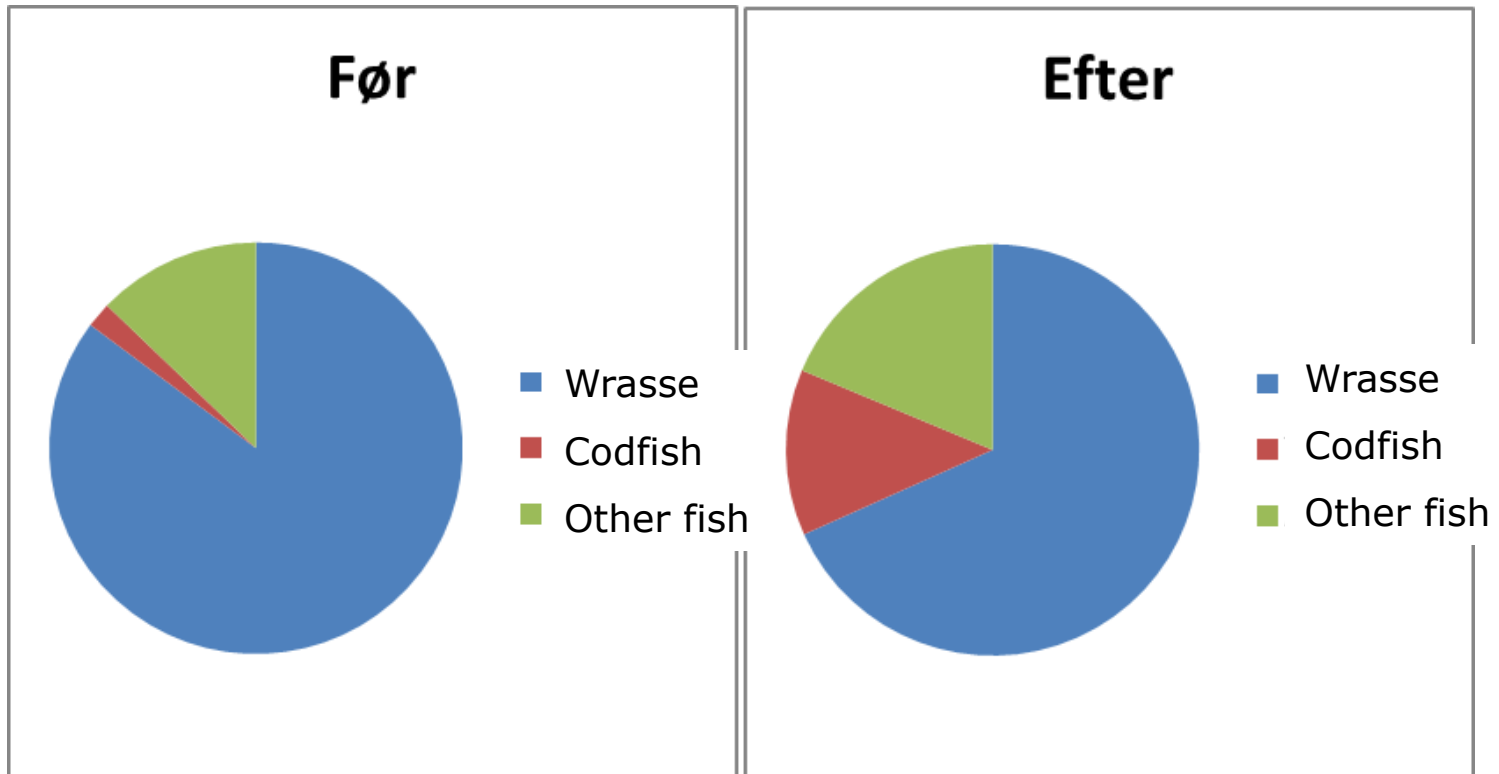 Før
Wrasse
Codfish
Other fish
Efter
Wrasse
Codfish
Other fish